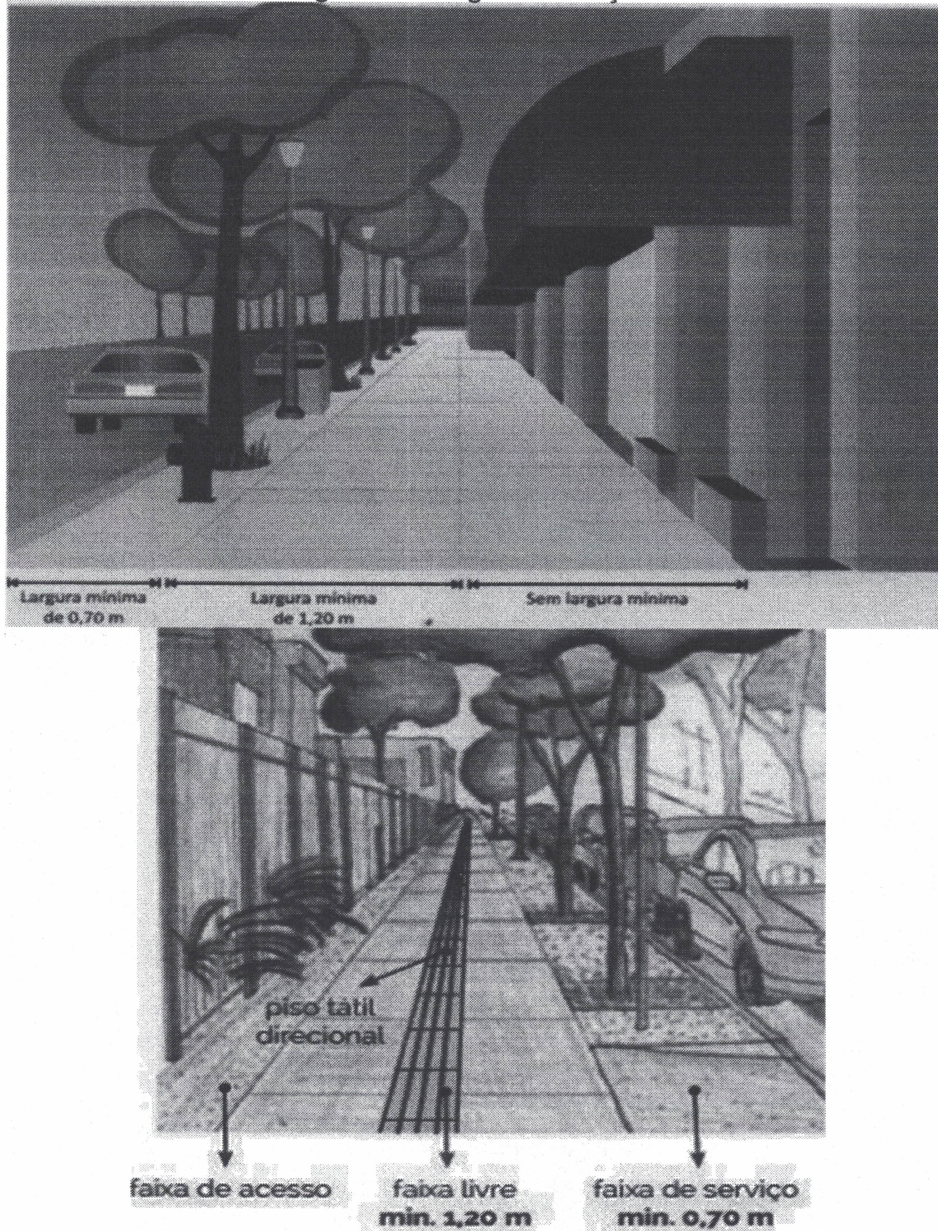 Largura mínima
de 0,70 m
Largura mínima
de 1,20 m
Sem largura mínima
piso tátil
direcional
faixa de acesso
faixa livre
min. 1,20 m
faixa de serviço
min. 0,70 m